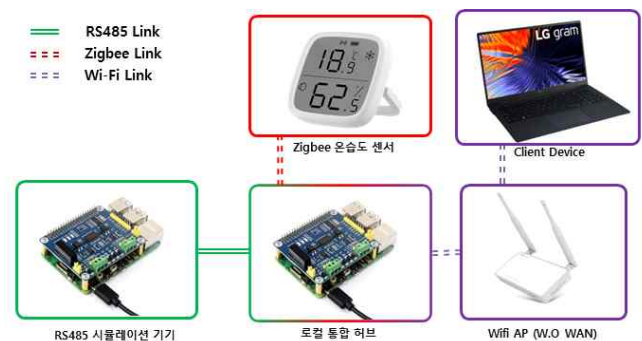 RS485 Link
Zigbee Link
Wi-Fi Link
18.9
℃
62.5
%
Zigbee 온습도 센서
LG gram
Client Device
RS485 시뮬레이션 기기
로컬 통합 허브
Wifi AP (W.O WAN)